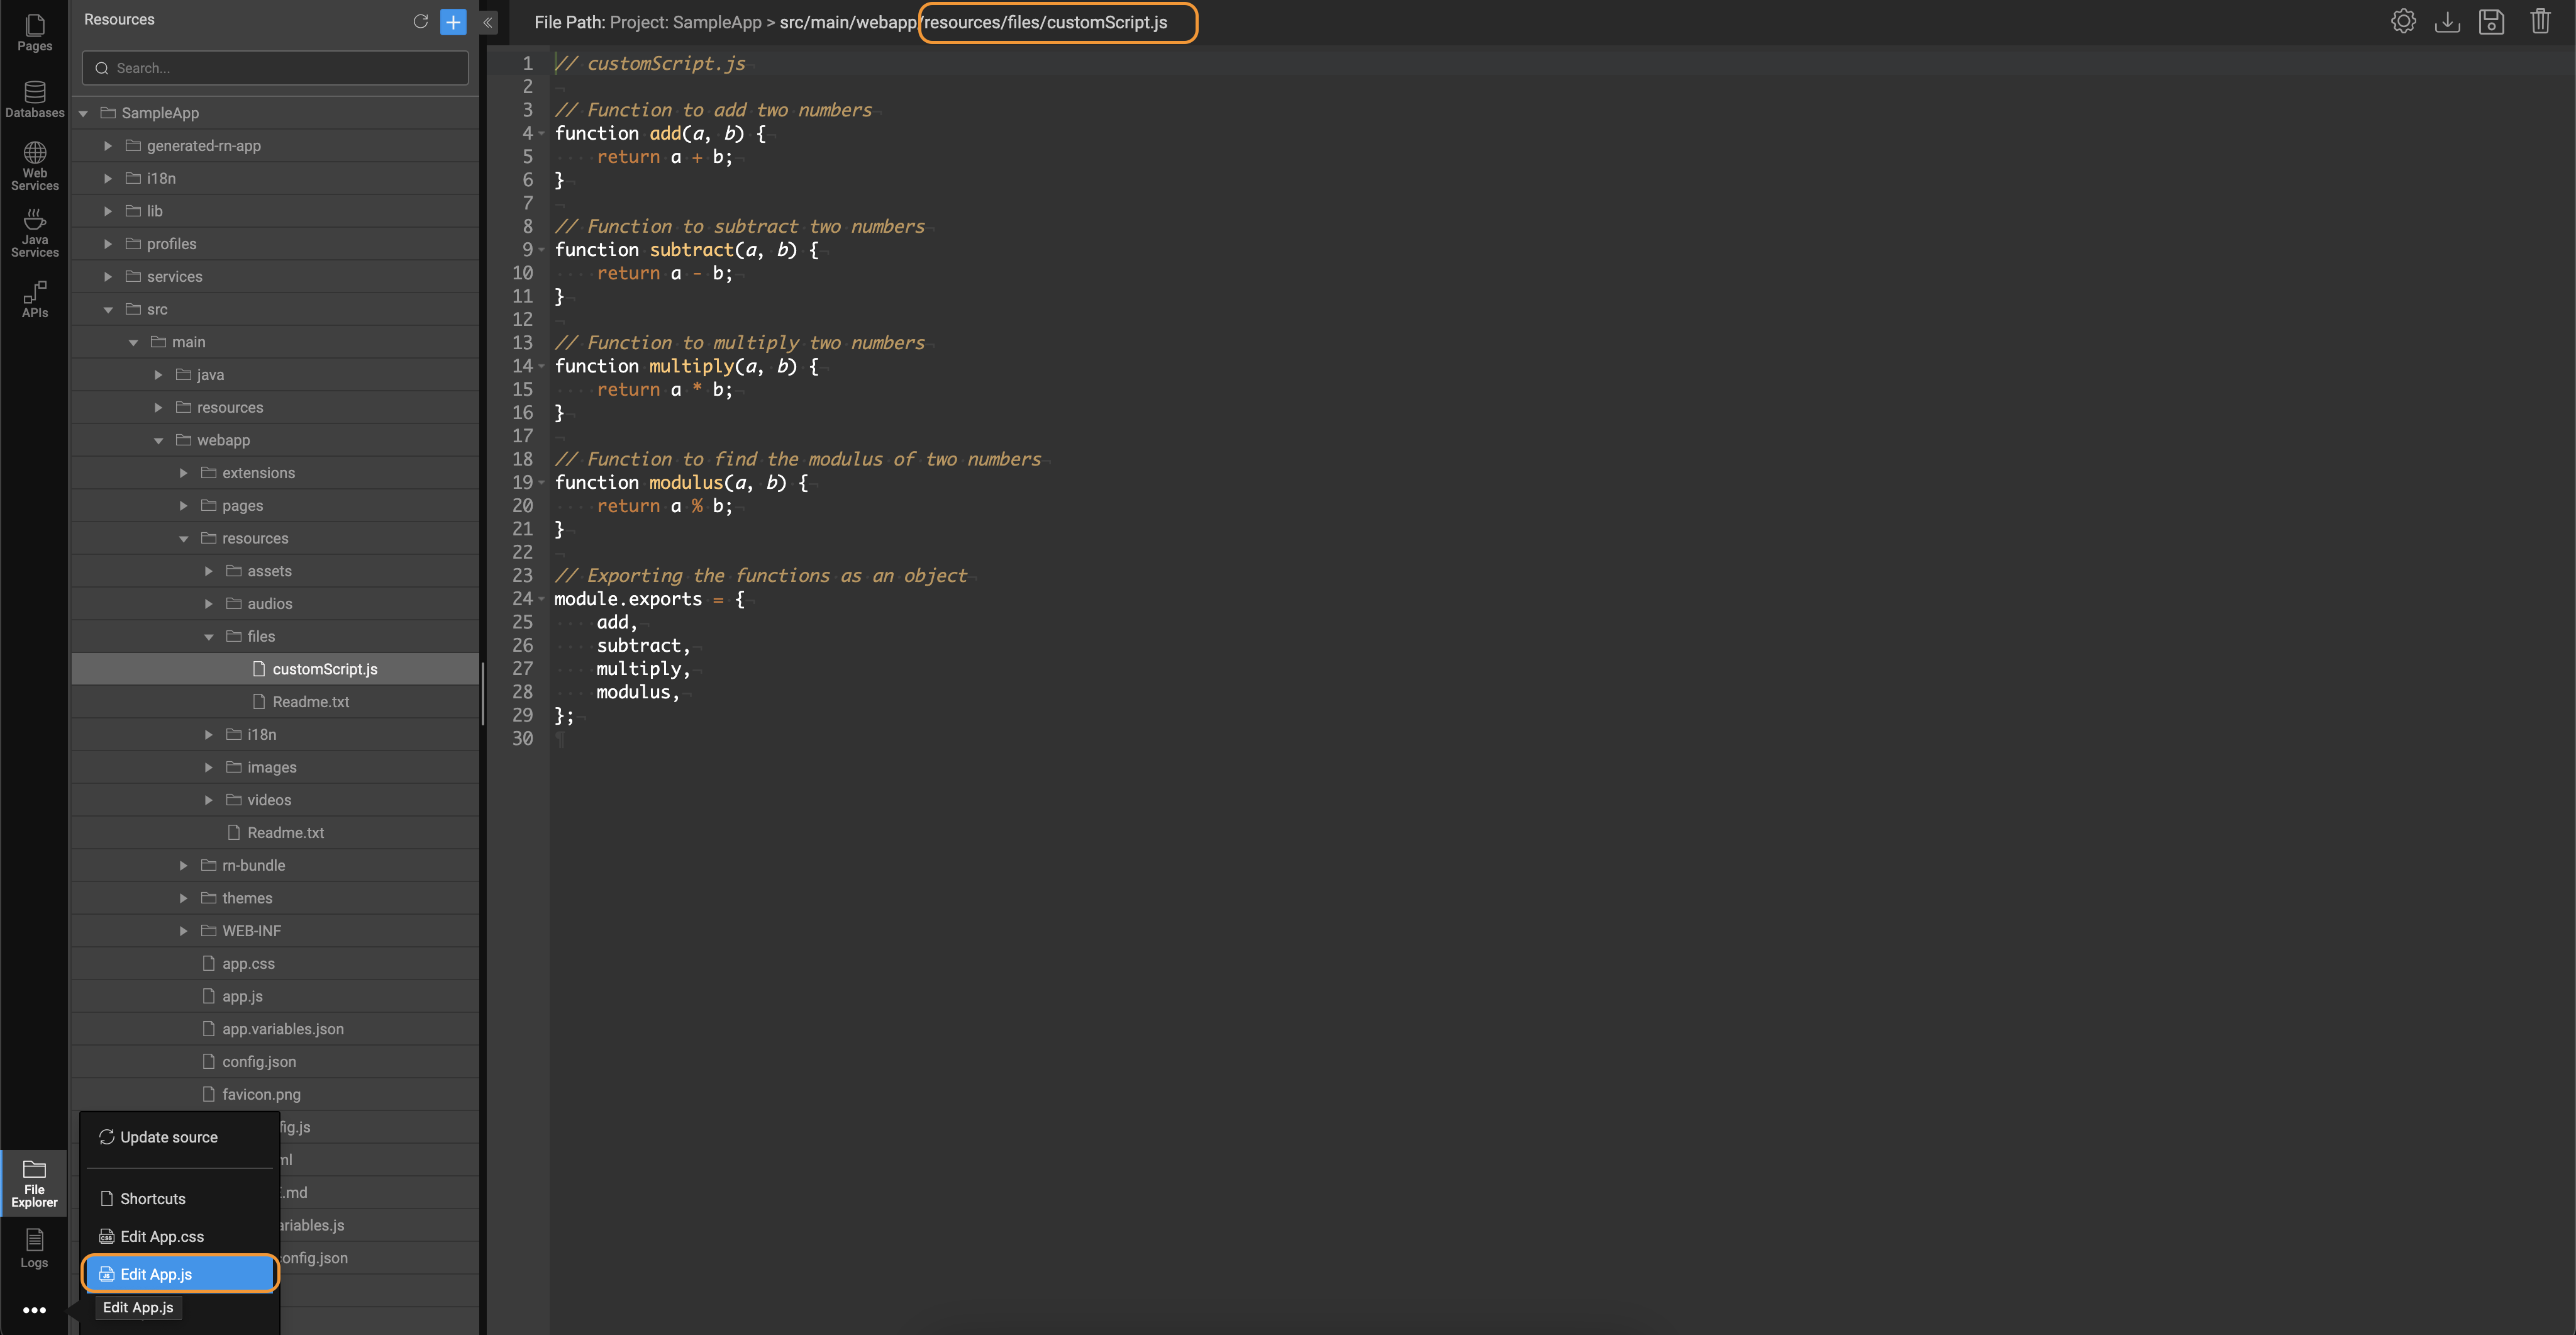 Pages
Databases
Web
Services
Java
Services
APIs
File
Explorer
Logs
Resources
Search...
SampleApp
generated-rn-app
i18n
lib
profiles
services
src
main
java
resources
webapp
extensions
pages
resources
assets
audios
files
customScript.js
Readme.txt
i18n
images
videos
Readme.txt
rn-bundle
themes
WEB-INF
app.css
app.js
app.variables.json
config.json
favicon.png
fig.js
ml
.md
ariables.js
config.json
Update source
Shortcuts
Edit App.css
Edit App.js
Edit App.js
File Path: Project: SampleApp > src/main/webapp/resources/files/customScript.js
1 // customScript.js
2
3 // Function to add two numbers
4 function add(a, b) {
5 return a + b;
6 }
7
8 // Function to subtract two numbers
9 function subtract(a, b) {
10 return a - b;
11 }
12
13 // Function to multiply two numbers
14 function multiply(a, b) {
15 return a * b;
16 }
17
18 // Function to find the modulus of two numbers
19 function modulus(a, b) {
20 return a % b;
21 }
22
23 // Exporting the functions as an object
24 module.exports = {
25 add,
26 subtract,
27 multiply,
28 modulus,
29 };
30